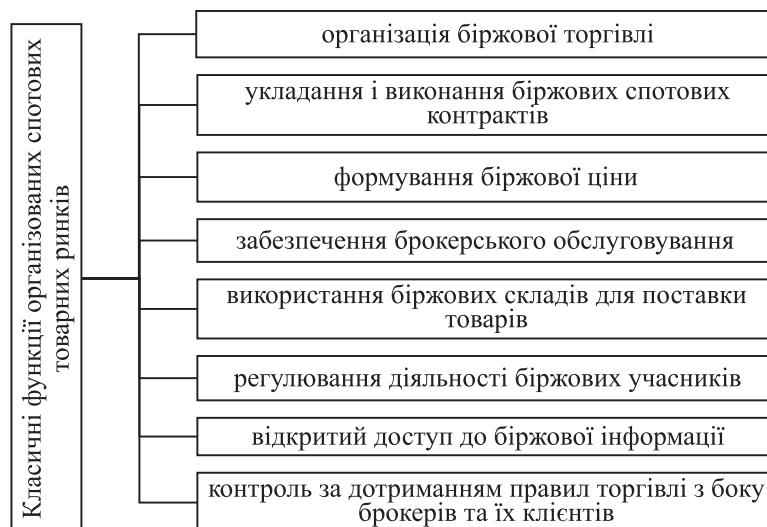 Класичні функції організованих спотових
товарних ринків
організація біржової торгівлі
укладання і виконання біржових спотових
контрактів
формування біржової ціни
забезпечення брокерського обслуговування
використання біржових складів для поставки
товарів
регулювання діяльності біржових учасників
відкритий доступ до біржової інформації
контроль за дотриманням правил торгівлі з боку
брокерів та їх клієнтів